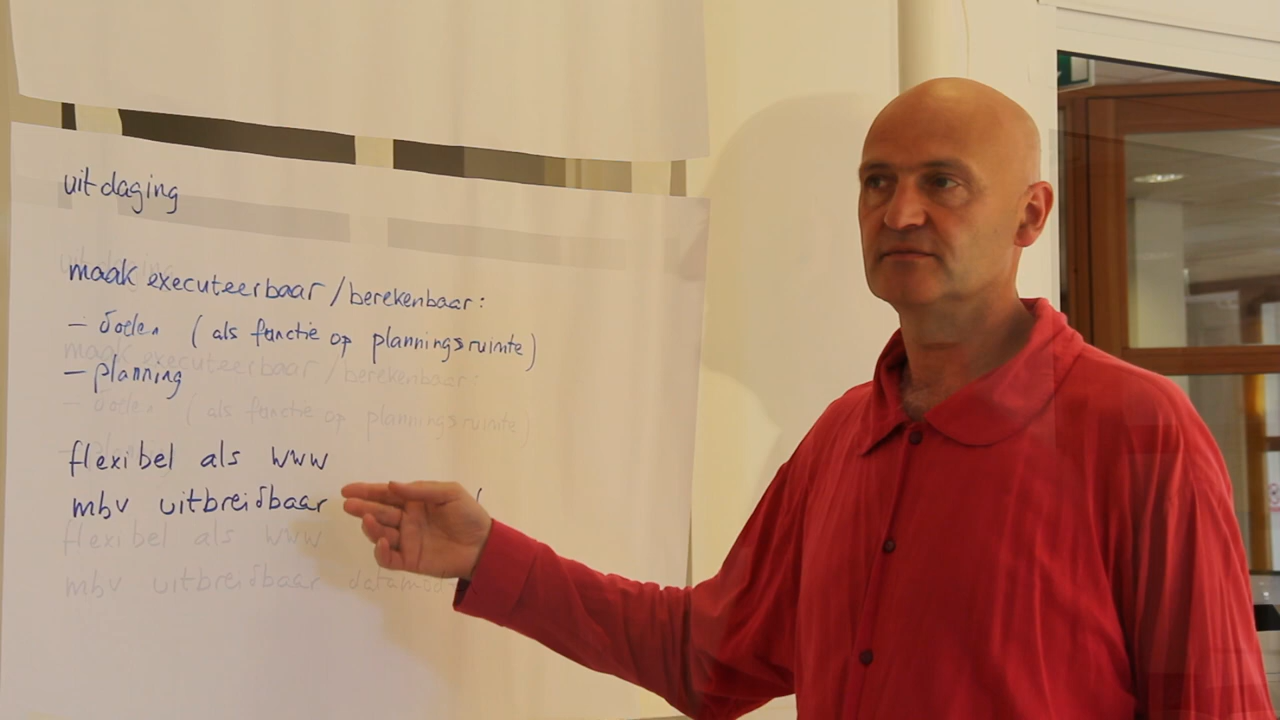 uitdaging
maak executeerbaar / berekenbaar:
– doelen (als functie op planningsruimte)
– planning
flexibel als www
mbv uitbreidbaar